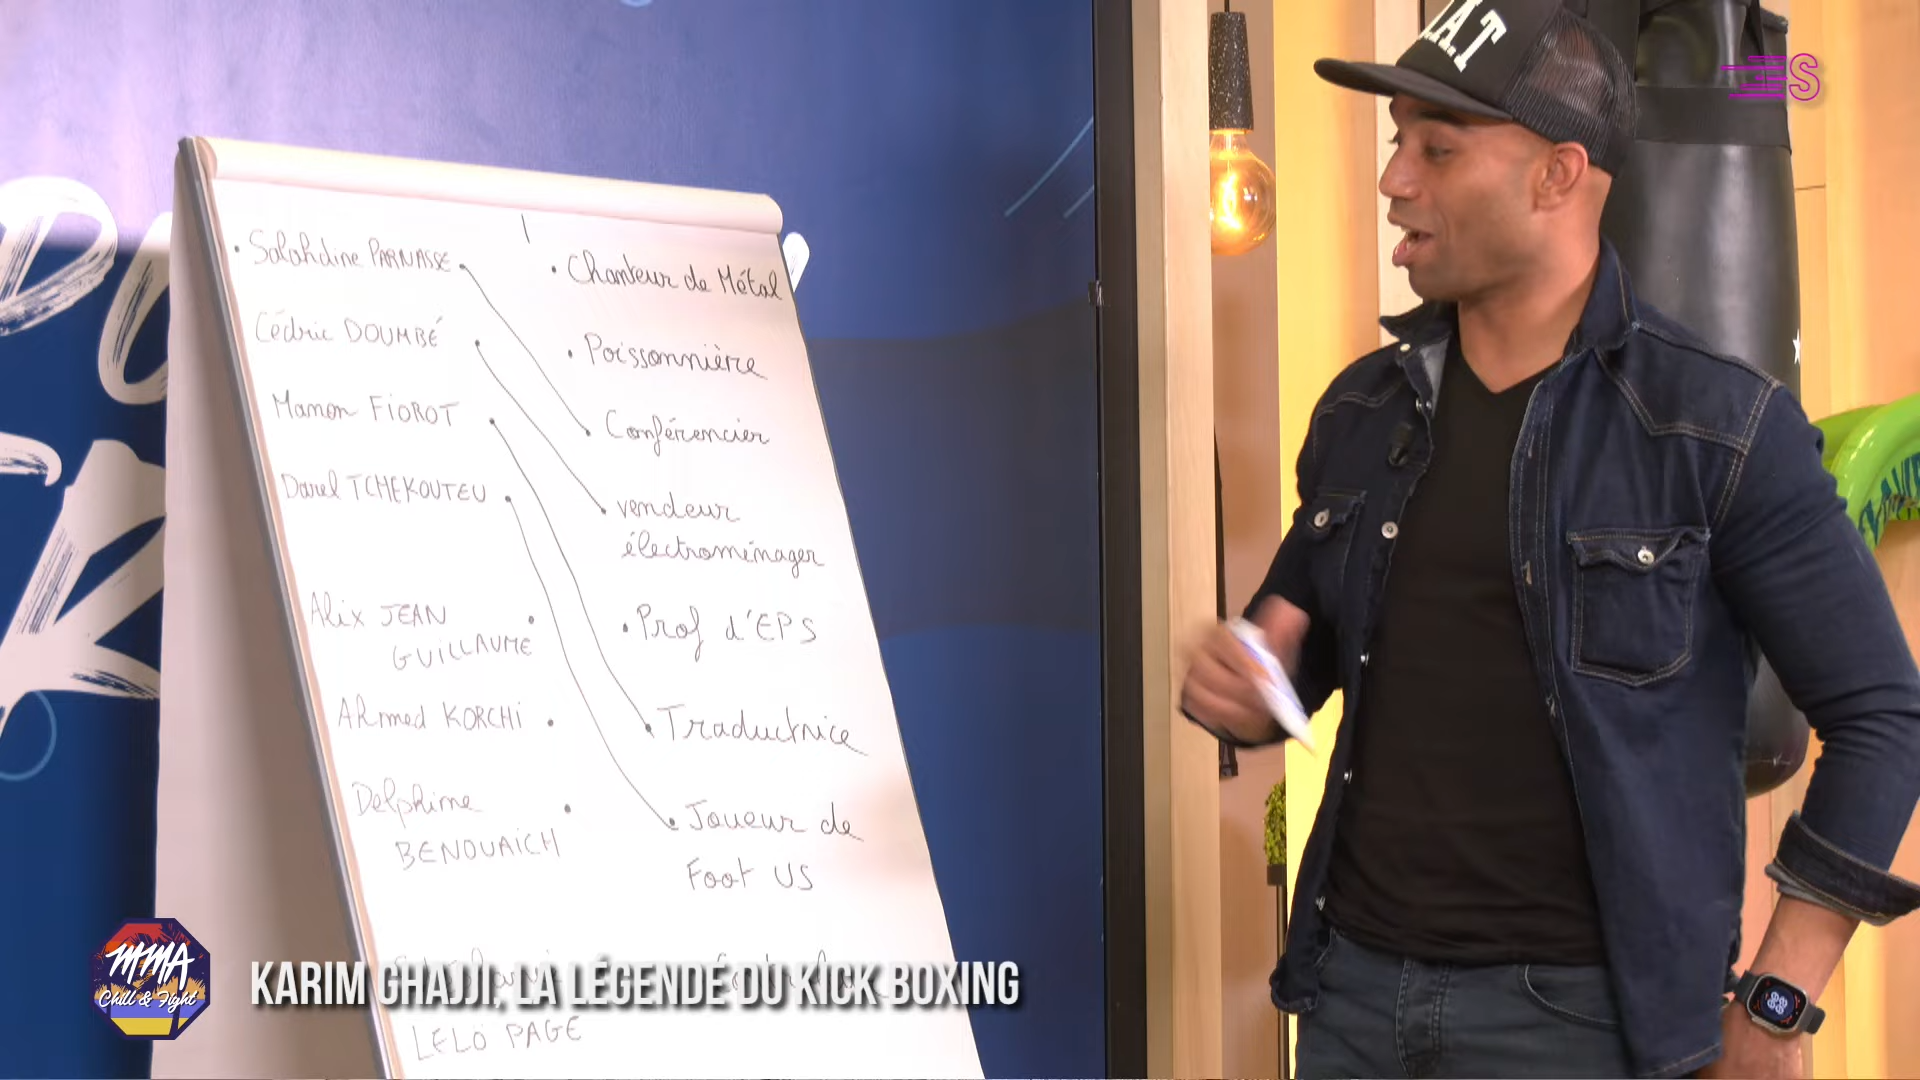 .A.T
S
• Salahdine PARNASSE
Cédric DOUMBÉ
Manon FIOROT
Darel TCHEKOUTEU
Alix JEAN
GUILLAUME
Ahmed KORCHI
Delphine
BENOUAICH
LELO PAGE
• Chanteur de Métal
• Poissonnière
• Conférencier
• vendeur
électroménager
• Prof d'EPS
• Traductrice
• Joueur de
Foot US
MMA
Chill & Fight
KARIM GHAJJI, LA LÉGENDE DU KICK BOXING